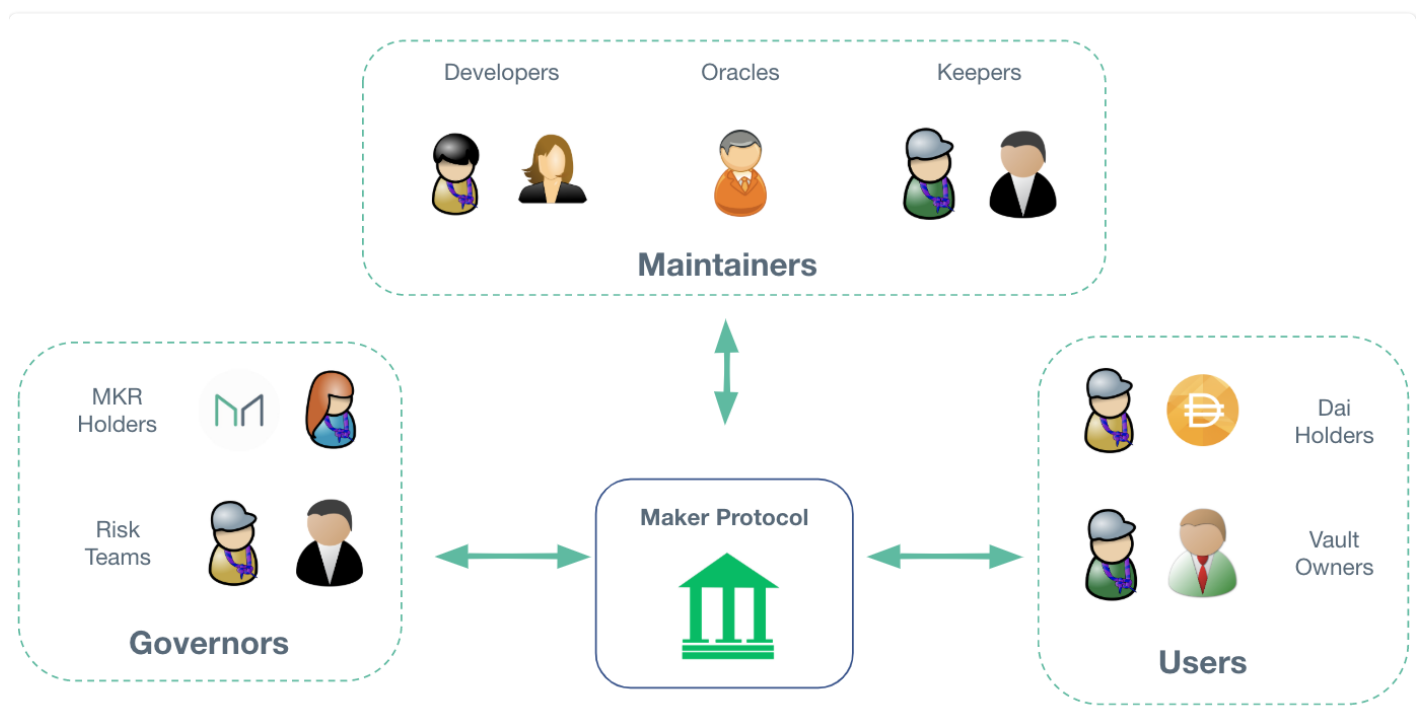 Developers
Oracles
Keepers
Maintainers
MKR
Holders
Risk
Teams
Governors
Maker Protocol
Dai
Holders
Vault
Owners
Users